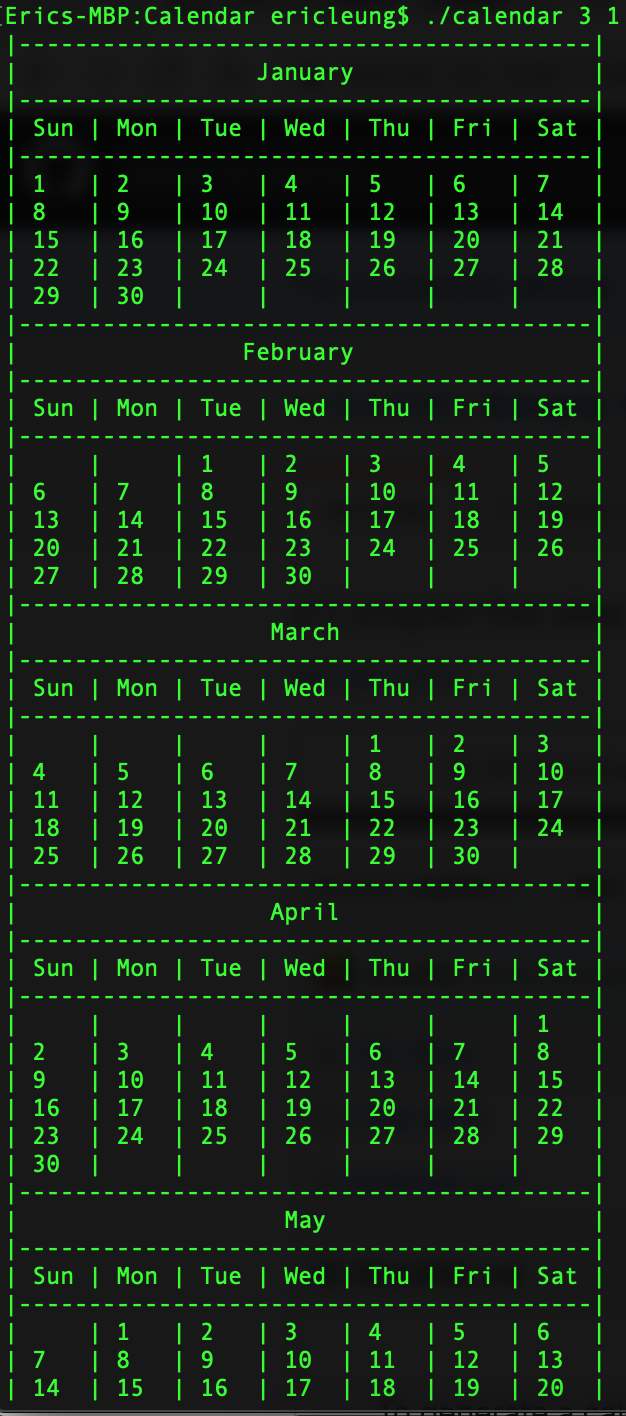 [Erics-MBP:Calendar ericleung$ ./calendar 3 1
|-----------------------------------------|
|                 January                 |
|-----------------------------------------|
| Sun | Mon | Tue | Wed | Thu | Fri | Sat |
|-----------------------------------------|
| 1   | 2   | 3   | 4   | 5   | 6   | 7   |
| 8   | 9   | 10  | 11  | 12  | 13  | 14  |
| 15  | 16  | 17  | 18  | 19  | 20  | 21  |
| 22  | 23  | 24  | 25  | 26  | 27  | 28  |
| 29  | 30  |     |     |     |     |     |
|-----------------------------------------|
|                February                 |
|-----------------------------------------|
| Sun | Mon | Tue | Wed | Thu | Fri | Sat |
|-----------------------------------------|
|     |     | 1   | 2   | 3   | 4   | 5   |
| 6   | 7   | 8   | 9   | 10  | 11  | 12  |
| 13  | 14  | 15  | 16  | 17  | 18  | 19  |
| 20  | 21  | 22  | 23  | 24  | 25  | 26  |
| 27  | 28  | 29  | 30  |     |     |     |
|-----------------------------------------|
|                  March                  |
|-----------------------------------------|
| Sun | Mon | Tue | Wed | Thu | Fri | Sat |
|-----------------------------------------|
|     |     |     |     | 1   | 2   | 3   |
| 4   | 5   | 6   | 7   | 8   | 9   | 10  |
| 11  | 12  | 13  | 14  | 15  | 16  | 17  |
| 18  | 19  | 20  | 21  | 22  | 23  | 24  |
| 25  | 26  | 27  | 28  | 29  | 30  |     |
|-----------------------------------------|
|                  April                  |
|-----------------------------------------|
| Sun | Mon | Tue | Wed | Thu | Fri | Sat |
|-----------------------------------------|
|     |     |     |     |     |     | 1   |
| 2   | 3   | 4   | 5   | 6   | 7   | 8   |
| 9   | 10  | 11  | 12  | 13  | 14  | 15  |
| 16  | 17  | 18  | 19  | 20  | 21  | 22  |
| 23  | 24  | 25  | 26  | 27  | 28  | 29  |
| 30  |     |     |     |     |     |     |
|-----------------------------------------|
|                   May                   |
|-----------------------------------------|
| Sun | Mon | Tue | Wed | Thu | Fri | Sat |
|-----------------------------------------|
|     | 1   | 2   | 3   | 4   | 5   | 6   |
| 7   | 8   | 9   | 10  | 11  | 12  | 13  |
| 14  | 15  | 16  | 17  | 18  | 19  | 20  |